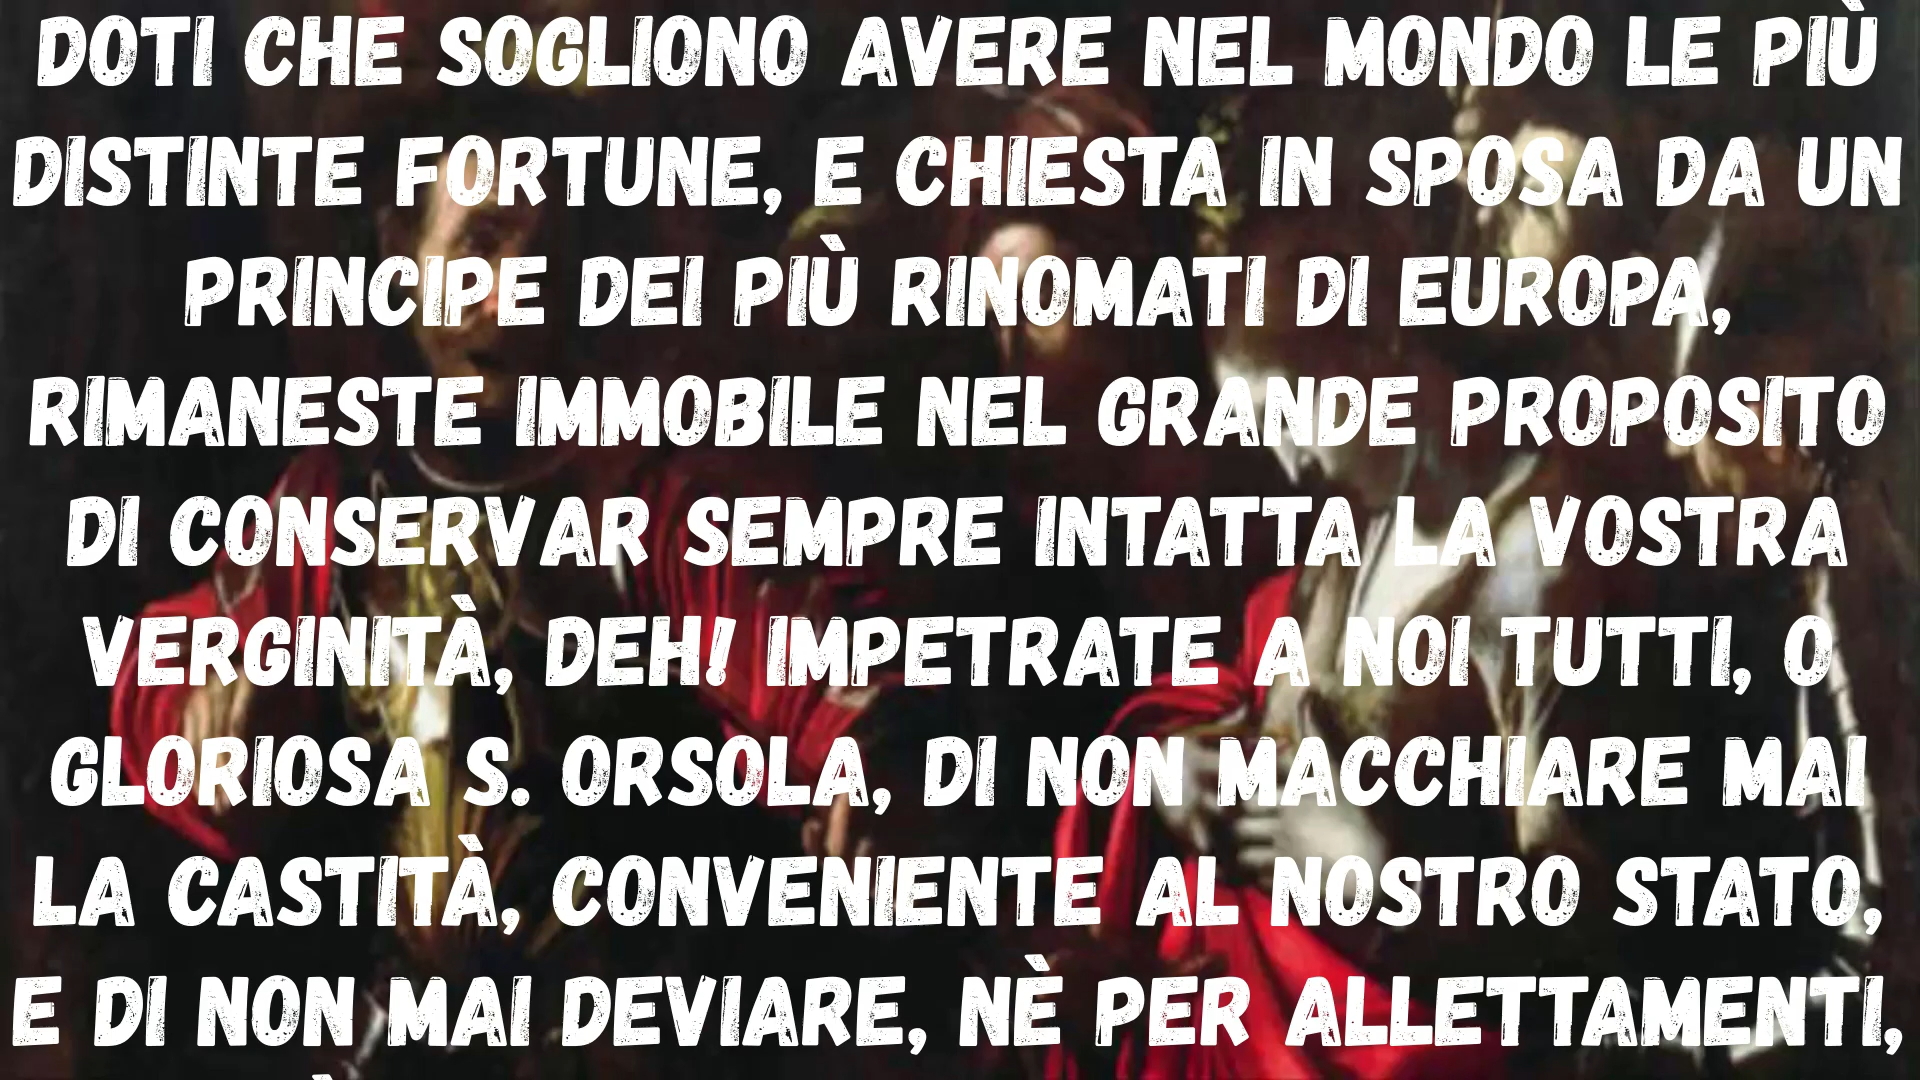 DOTI CHE SOGLIONO AVERE NEL MONDO LE PIÙ
DISTINTE FORTUNE, E CHIESTA IN SPOSA DA UN
PRINCIPE DEI PIÙ RINOMATI DI EUROPA,
RIMANESTE IMMOBILE NEL GRANDE PROPOSITO
DI CONSERVAR SEMPRE INTATTA LA VOSTRA
VERGINITÀ, DEH! IMPETRATE A NOI TUTTI, O
GLORIOSA S. ORSOLA, DI NON MACCHIARE MAI
LA CASTITÀ, CONVENIENTE AL NOSTRO STATO,
E DI NON MAI DEVIARE, NÈ PER ALLETTAMENTI,